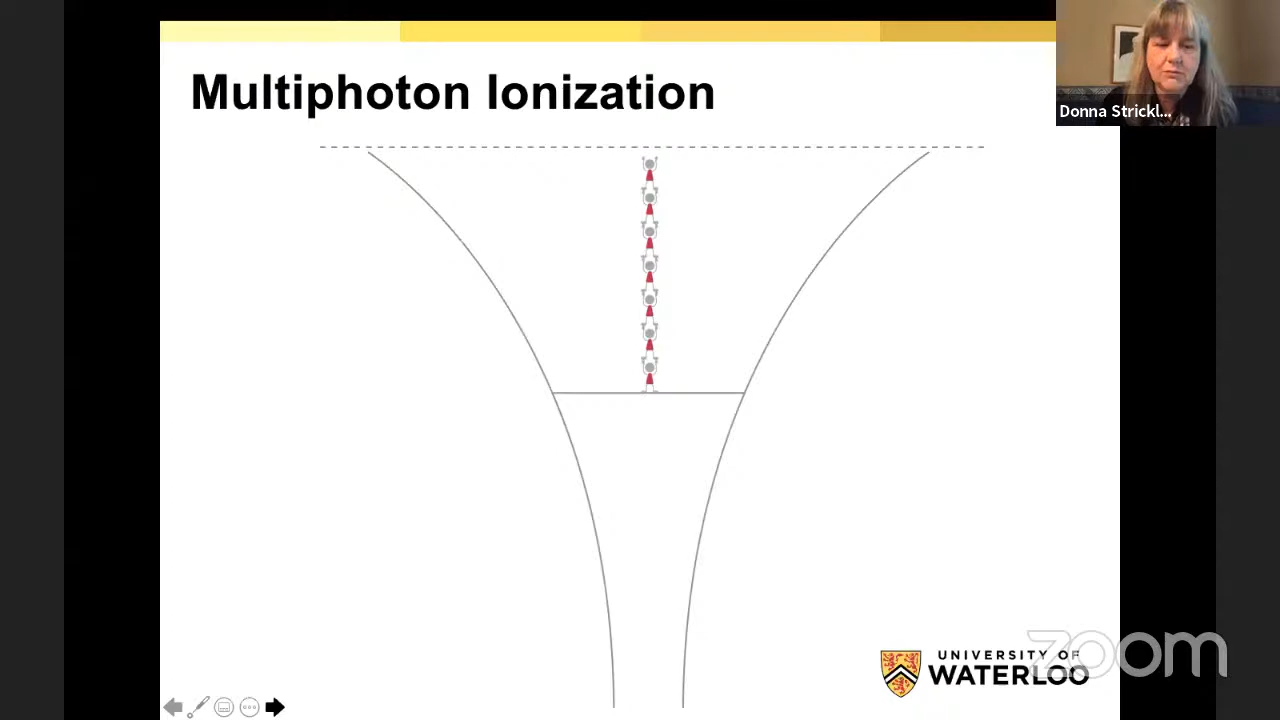 Multiphoton Ionization
Donna Strickl...
UNIVERSITY OF
WATERLOO
zoom